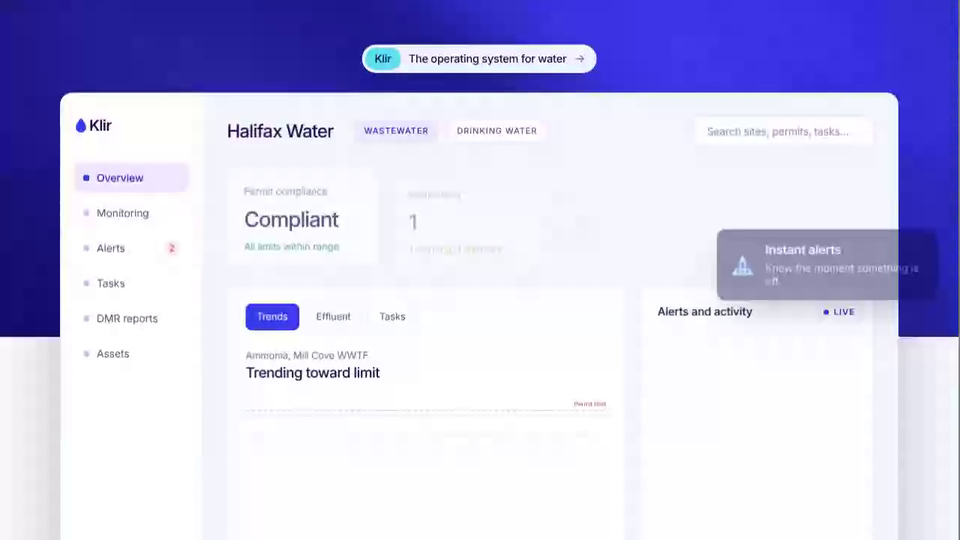 Klir The operating system for water →
Klir
Halifax Water WASTEWATER DRINKING WATER Search sites, permits, tasks...
Overview
Monitoring
Alerts 2
Tasks
DMR reports
Assets
Permit compliance
Compliant
All limits within range
1
Instant alerts
Know the moment something is
off.
Trends Effluent Tasks
Ammonia, Mill Cove WWTF
Trending toward limit
Permit limit
Alerts and activity LIVE